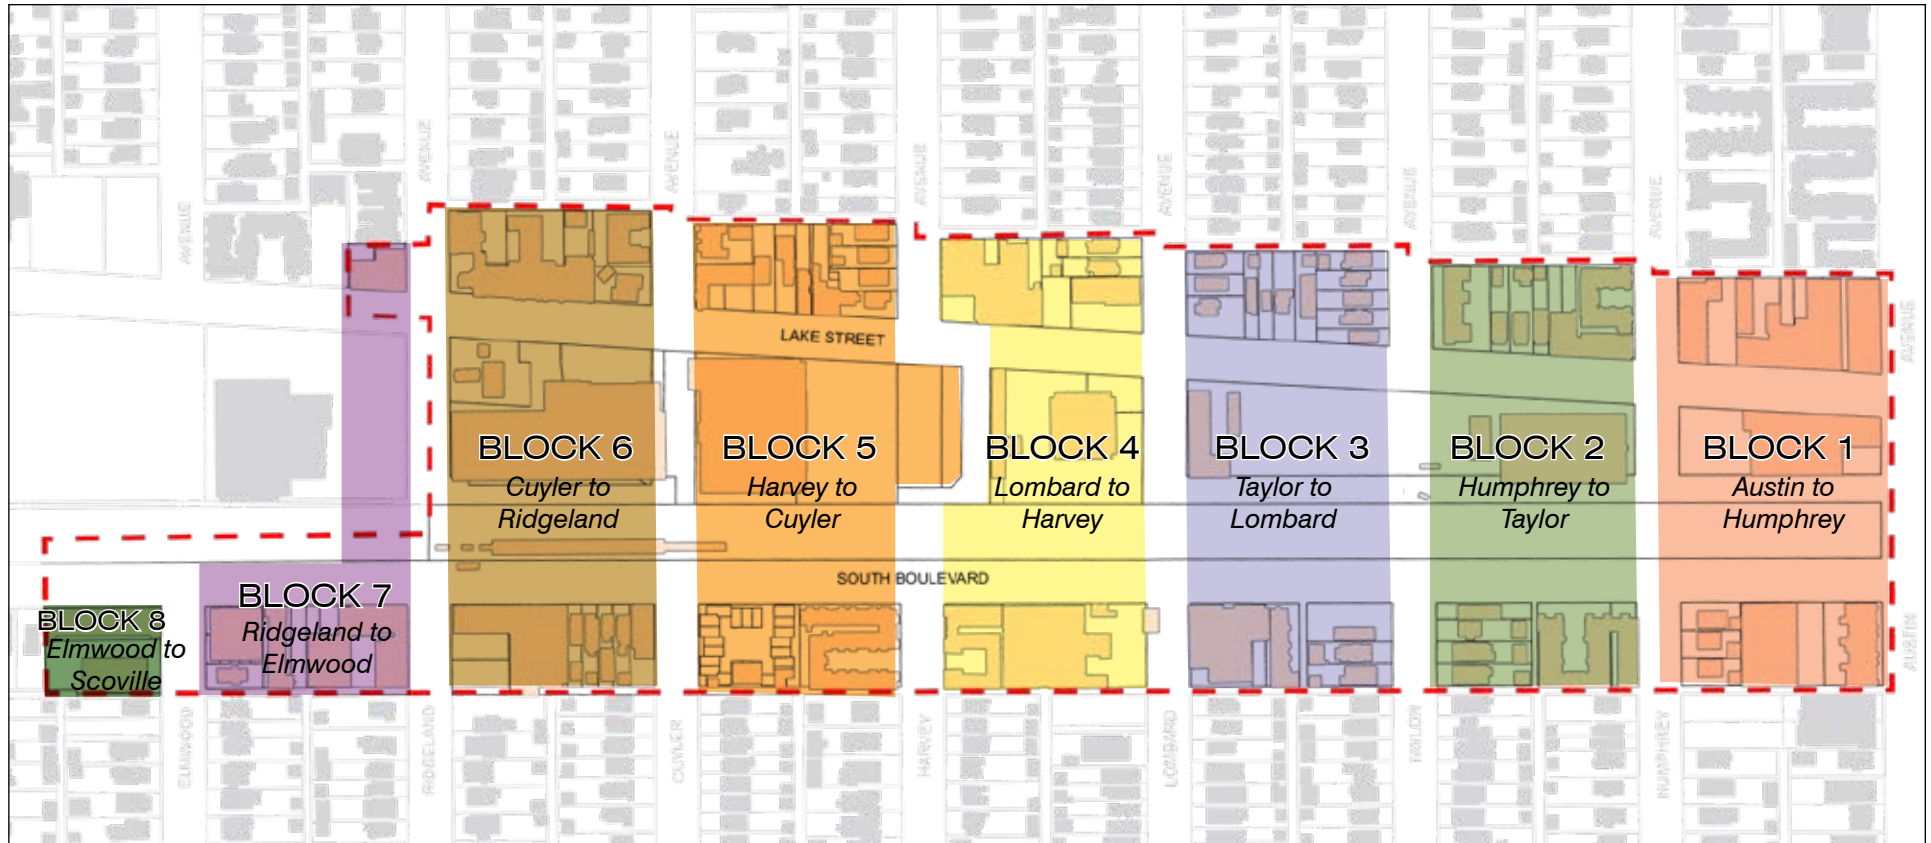 AVENUE
AVENUE
AVENUE
AVENUE
AVENUE
AVENUE
AVENUE
AVENUE
LAKE STREET
BLOCK 6
Cuyler to
Ridgeland
BLOCK 5
Harvey to
Cuyler
BLOCK 4
Lombard to
Harvey
BLOCK 3
Taylor to
Lombard
BLOCK 2
Humphrey to
Taylor
BLOCK 1
Austin to
Humphrey
SOUTH BOULEVARD
BLOCK 8
Elmwood to
Scoville
BLOCK 7
Ridgeland to
Elmwood
AUSTIN
ELMWOOD
RIDGELAND
CUYLER
HARVEY
LOMBARD
TAYLOR
HUMPHREY